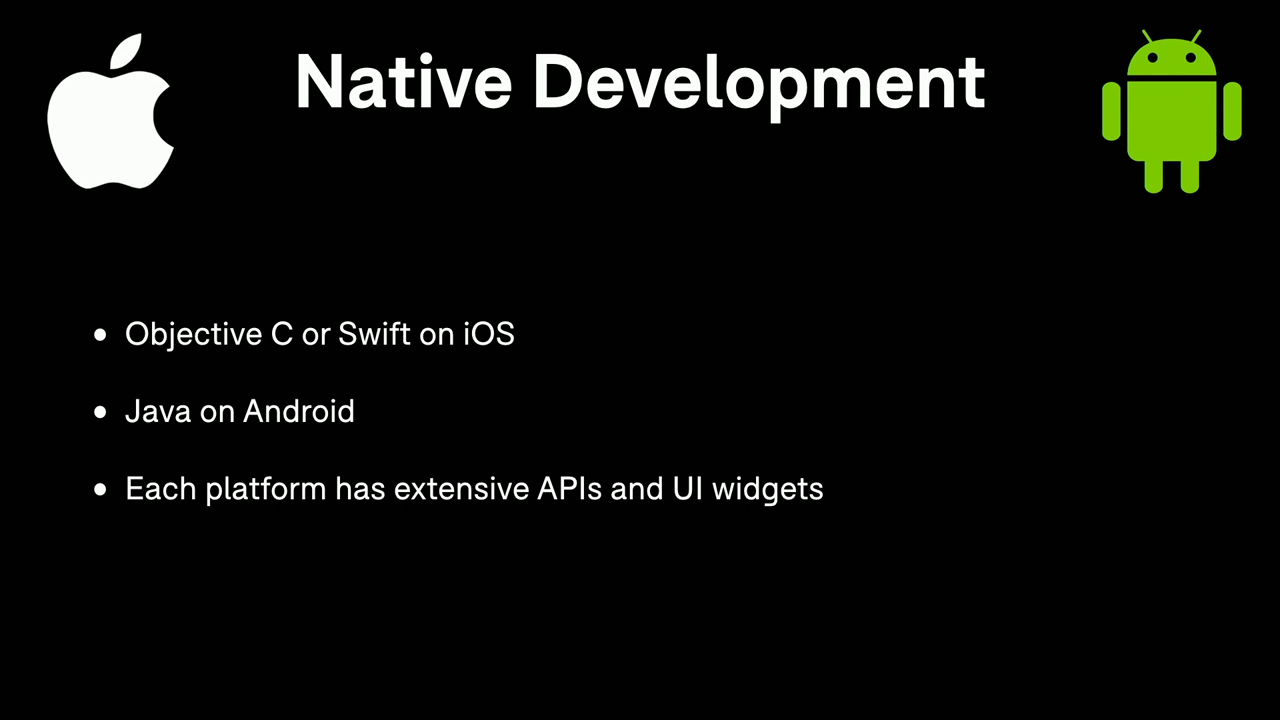 Native Development
• Objective C or Swift on iOS
• Java on Android
• Each platform has extensive APIs and UI widgets